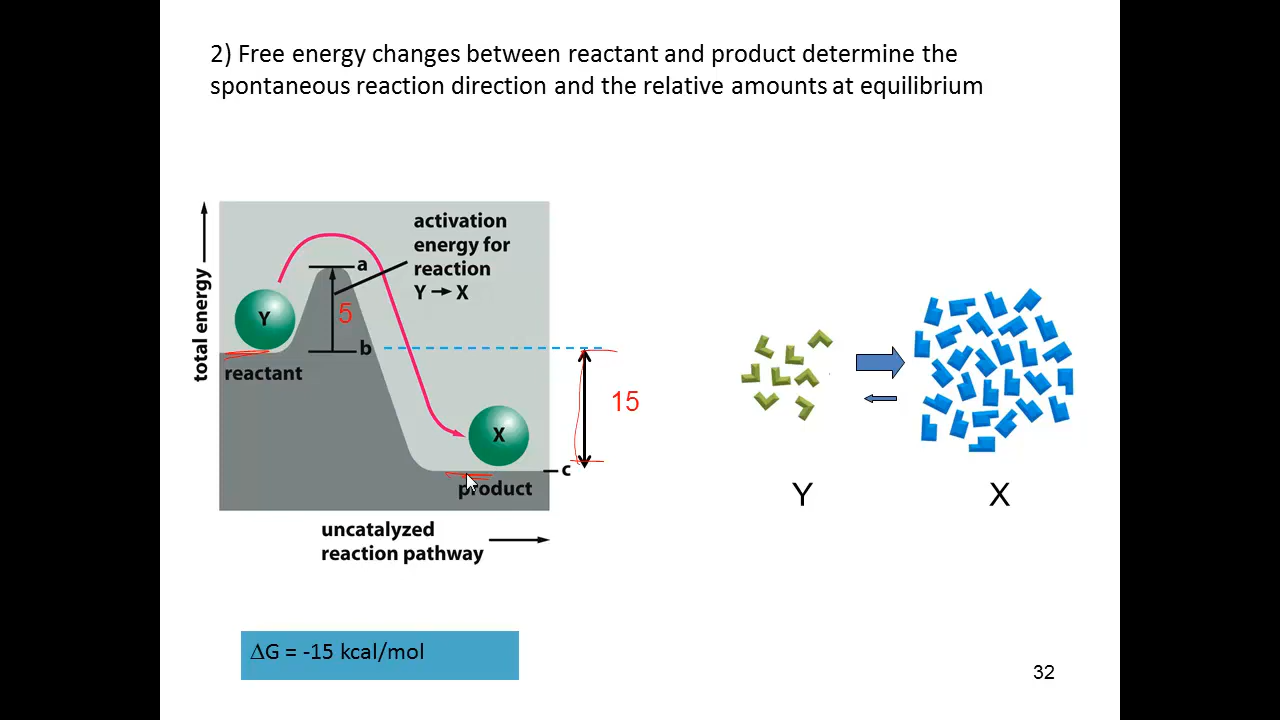 2) Free energy changes between reactant and product determine the
spontaneous reaction direction and the relative amounts at equilibrium
total energy
activation
energy for
reaction
Y → X
a
5
Y
b
reactant
15
X
c
product
uncatalyzed
reaction pathway
Y
X
ΔG = -15 kcal/mol
32